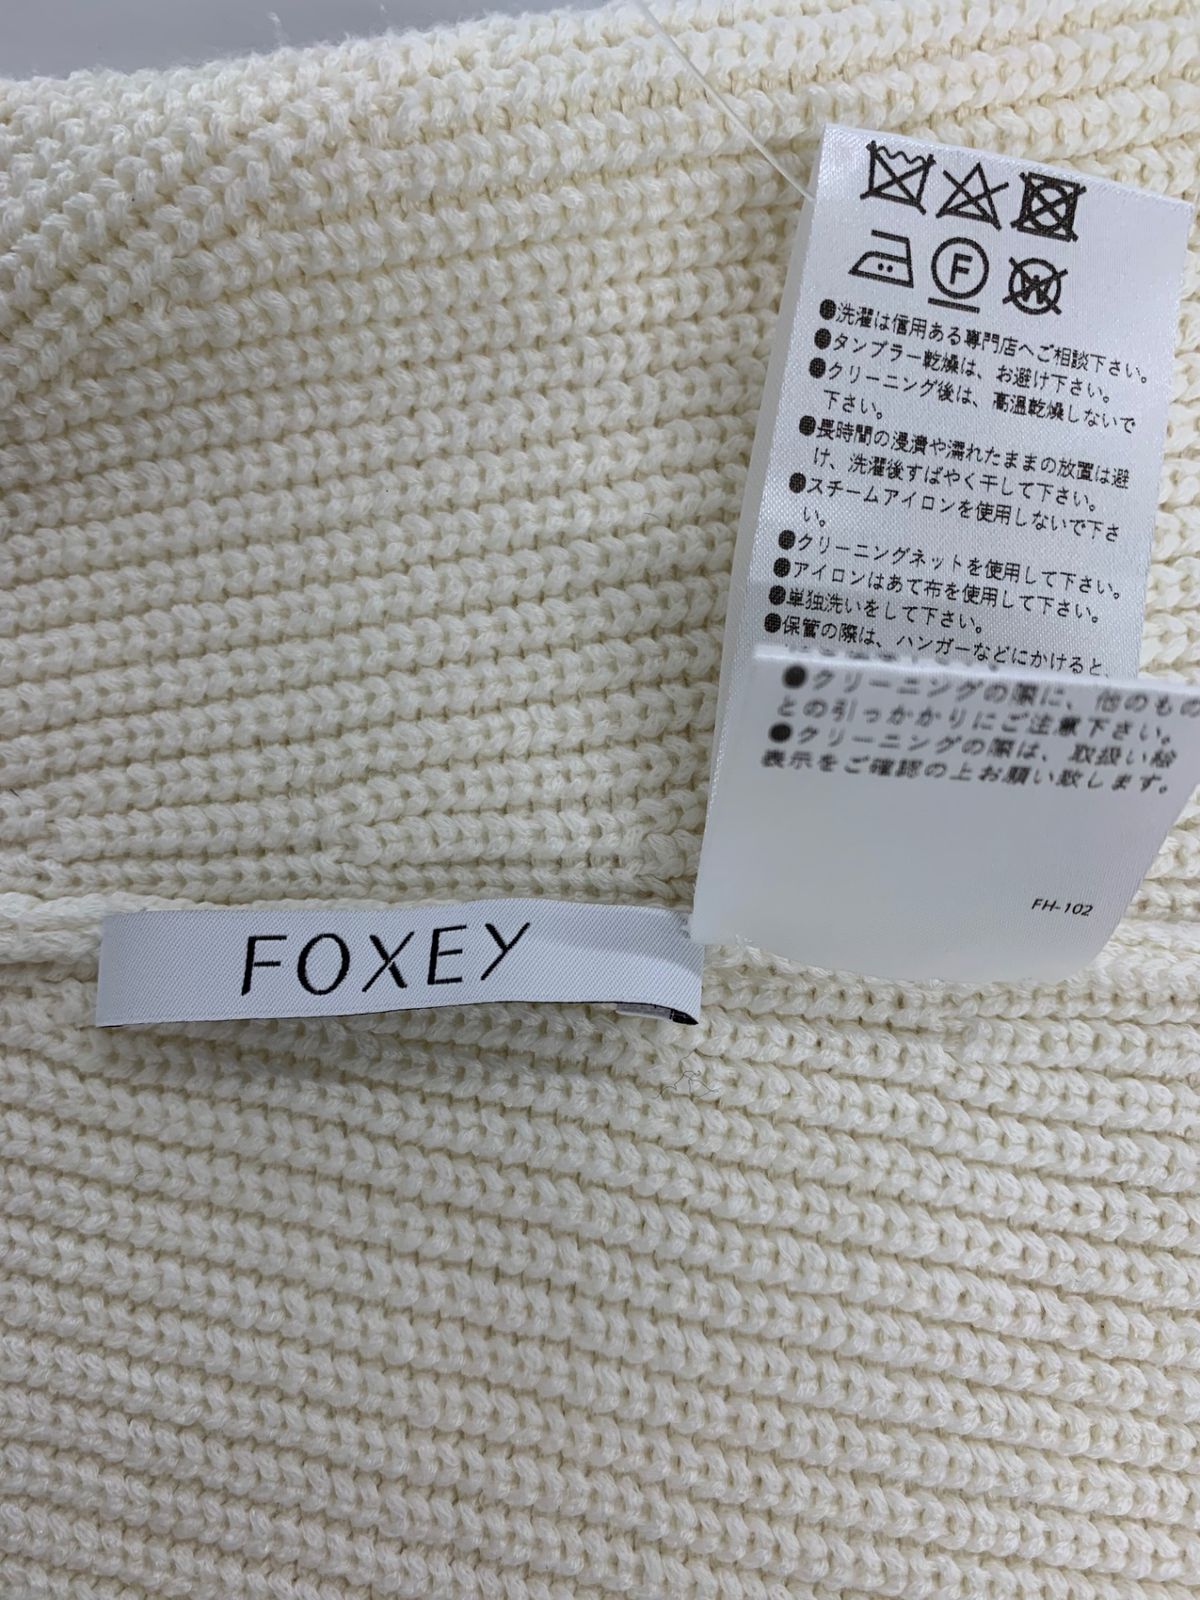 F
W
●洗濯は信用ある専門店へご相談下さい。
●タンブラー乾燥は、お避け下さい。
●クリーニング後は、高温乾燥しないで
下さい。
●長時間の浸漬や濡れたままの放置は避
け、洗濯後すばやく干して下さい。
●スチームアイロンを使用しないで下さ
い。
●クリーニングネットを使用して下さい。
●アイロンはあて布を使用して下さい。
●単独洗いをして下さい。
●保管の際は、ハンガーなどにかけると、
●クリーニングの際に、他のもの
との引っかかりにご注意下さい。
●クリーニングの際は、取扱い絵
表示をご確認の上お願い致します。
FH-102
FOXEY